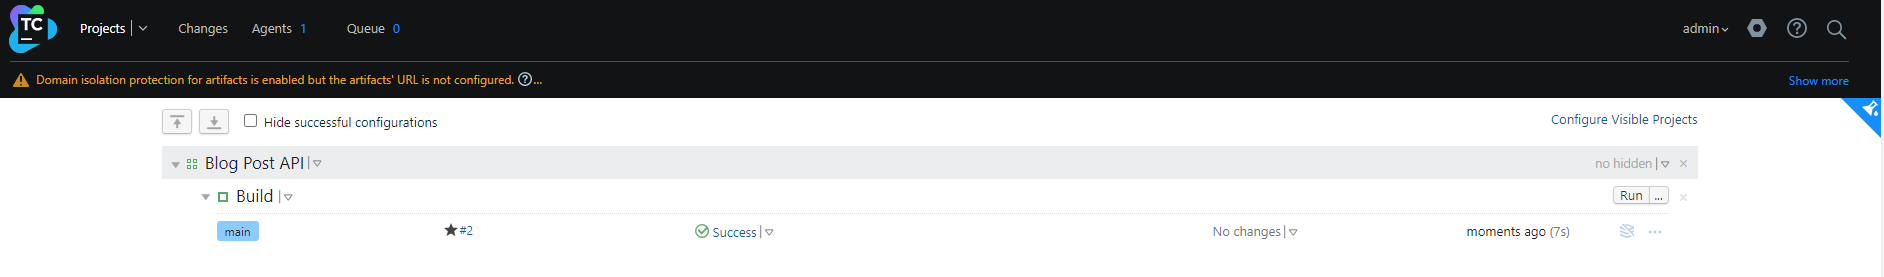 TC Projects Changes Agents 1 Queue 0 admin
Domain isolation protection for artifacts is enabled but the artifacts' URL is not configured. ?... Show more
Hide successful configurations Configure Visible Projects
Blog Post API no hidden
Build Run ...
main #2 Success No changes moments ago (7s)